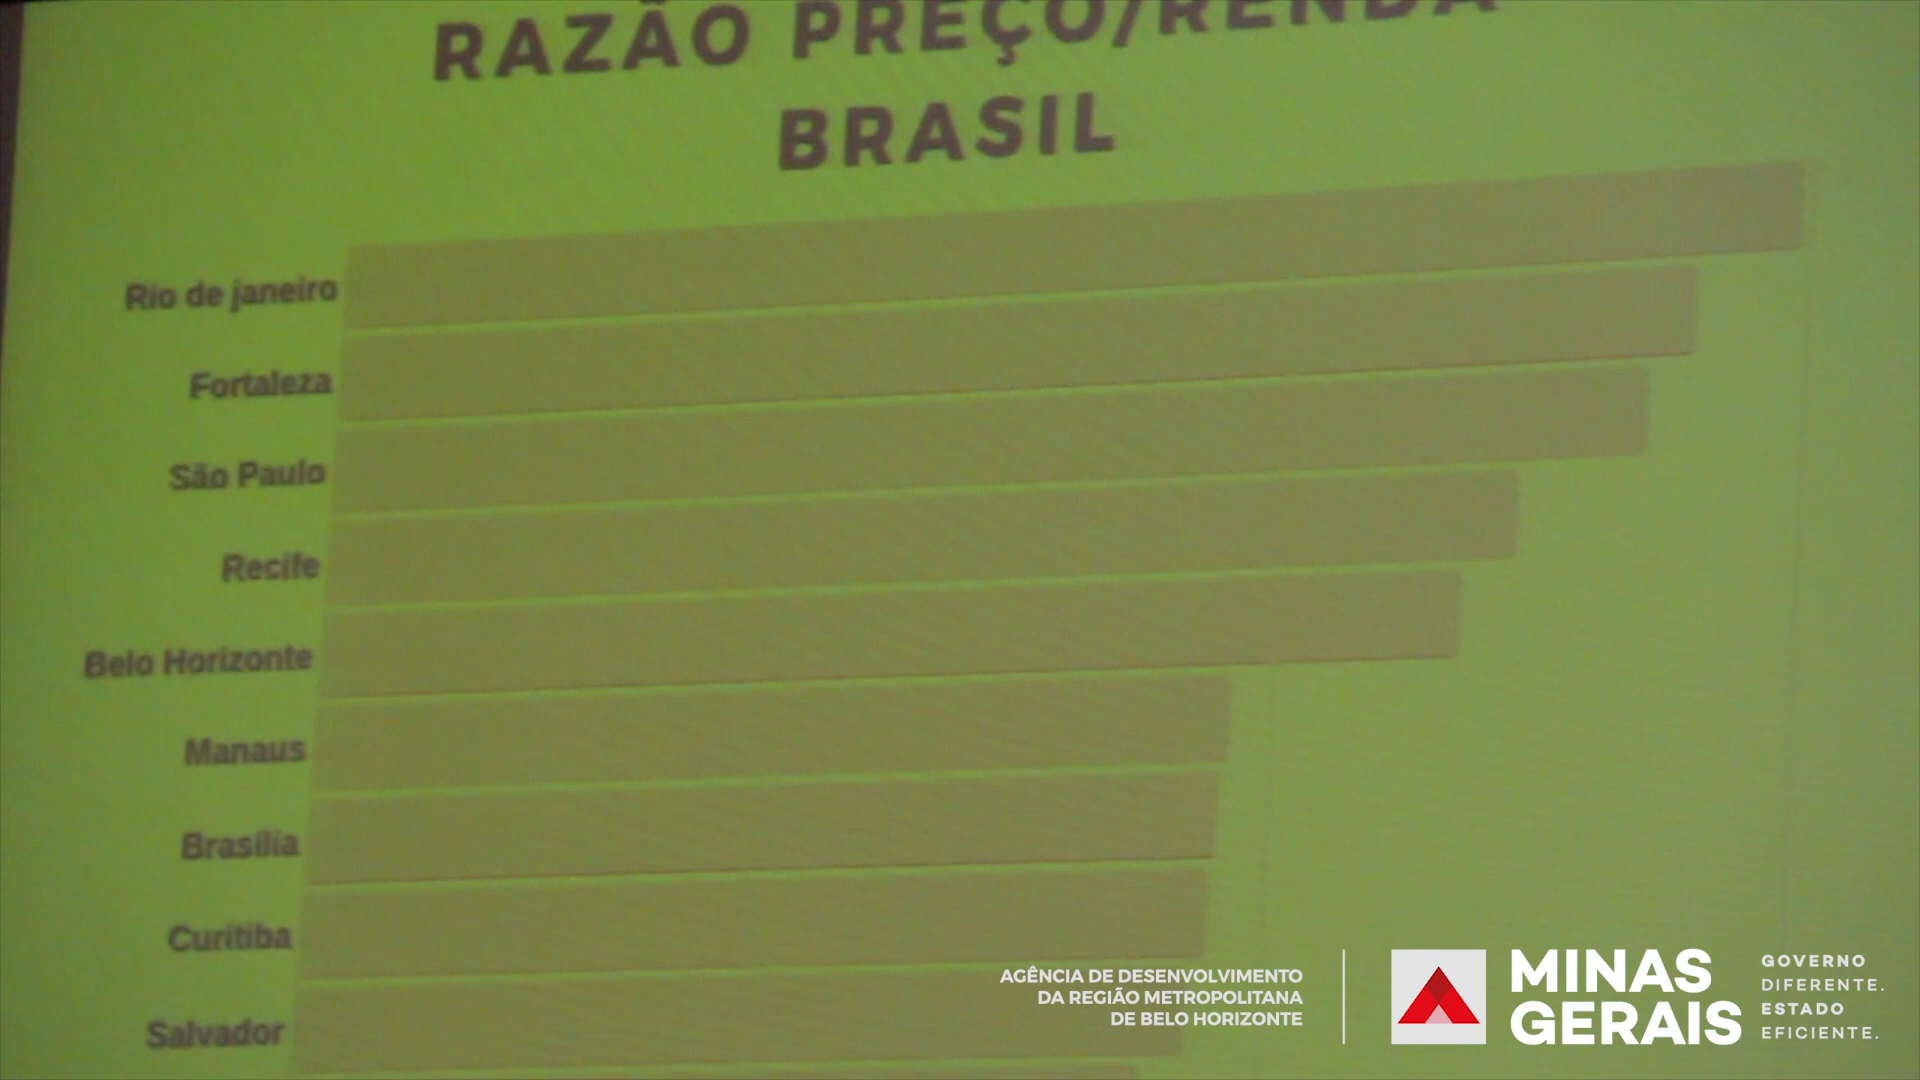 RAZÃO PREÇO/RENDA
BRASIL
Rio de janeiro
Fortaleza
São Paulo
Recife
Belo Horizonte
Manaus
Brasília
Curitiba
Salvador
AGÊNCIA DE DESENVOLVIMENTO
DA REGIÃO METROPOLITANA
DE BELO HORIZONTE
MINAS
GERAIS
GOVERNO
DIFERENTE.
ESTADO
EFICIENTE.